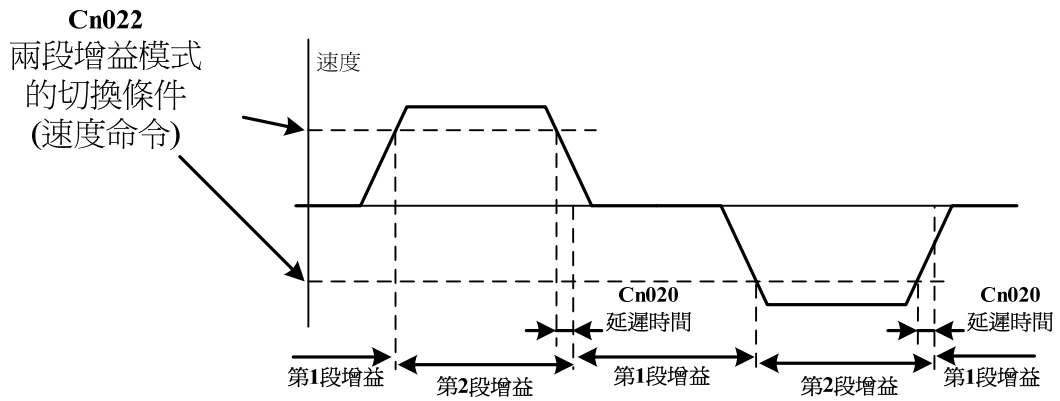 Cn022
兩段增益模式
的切換條件
(速度命令)
速度
Cn020
延遲時間
Cn020
延遲時間
第1段增益
第2段增益
第1段增益
第2段增益
第1段增益